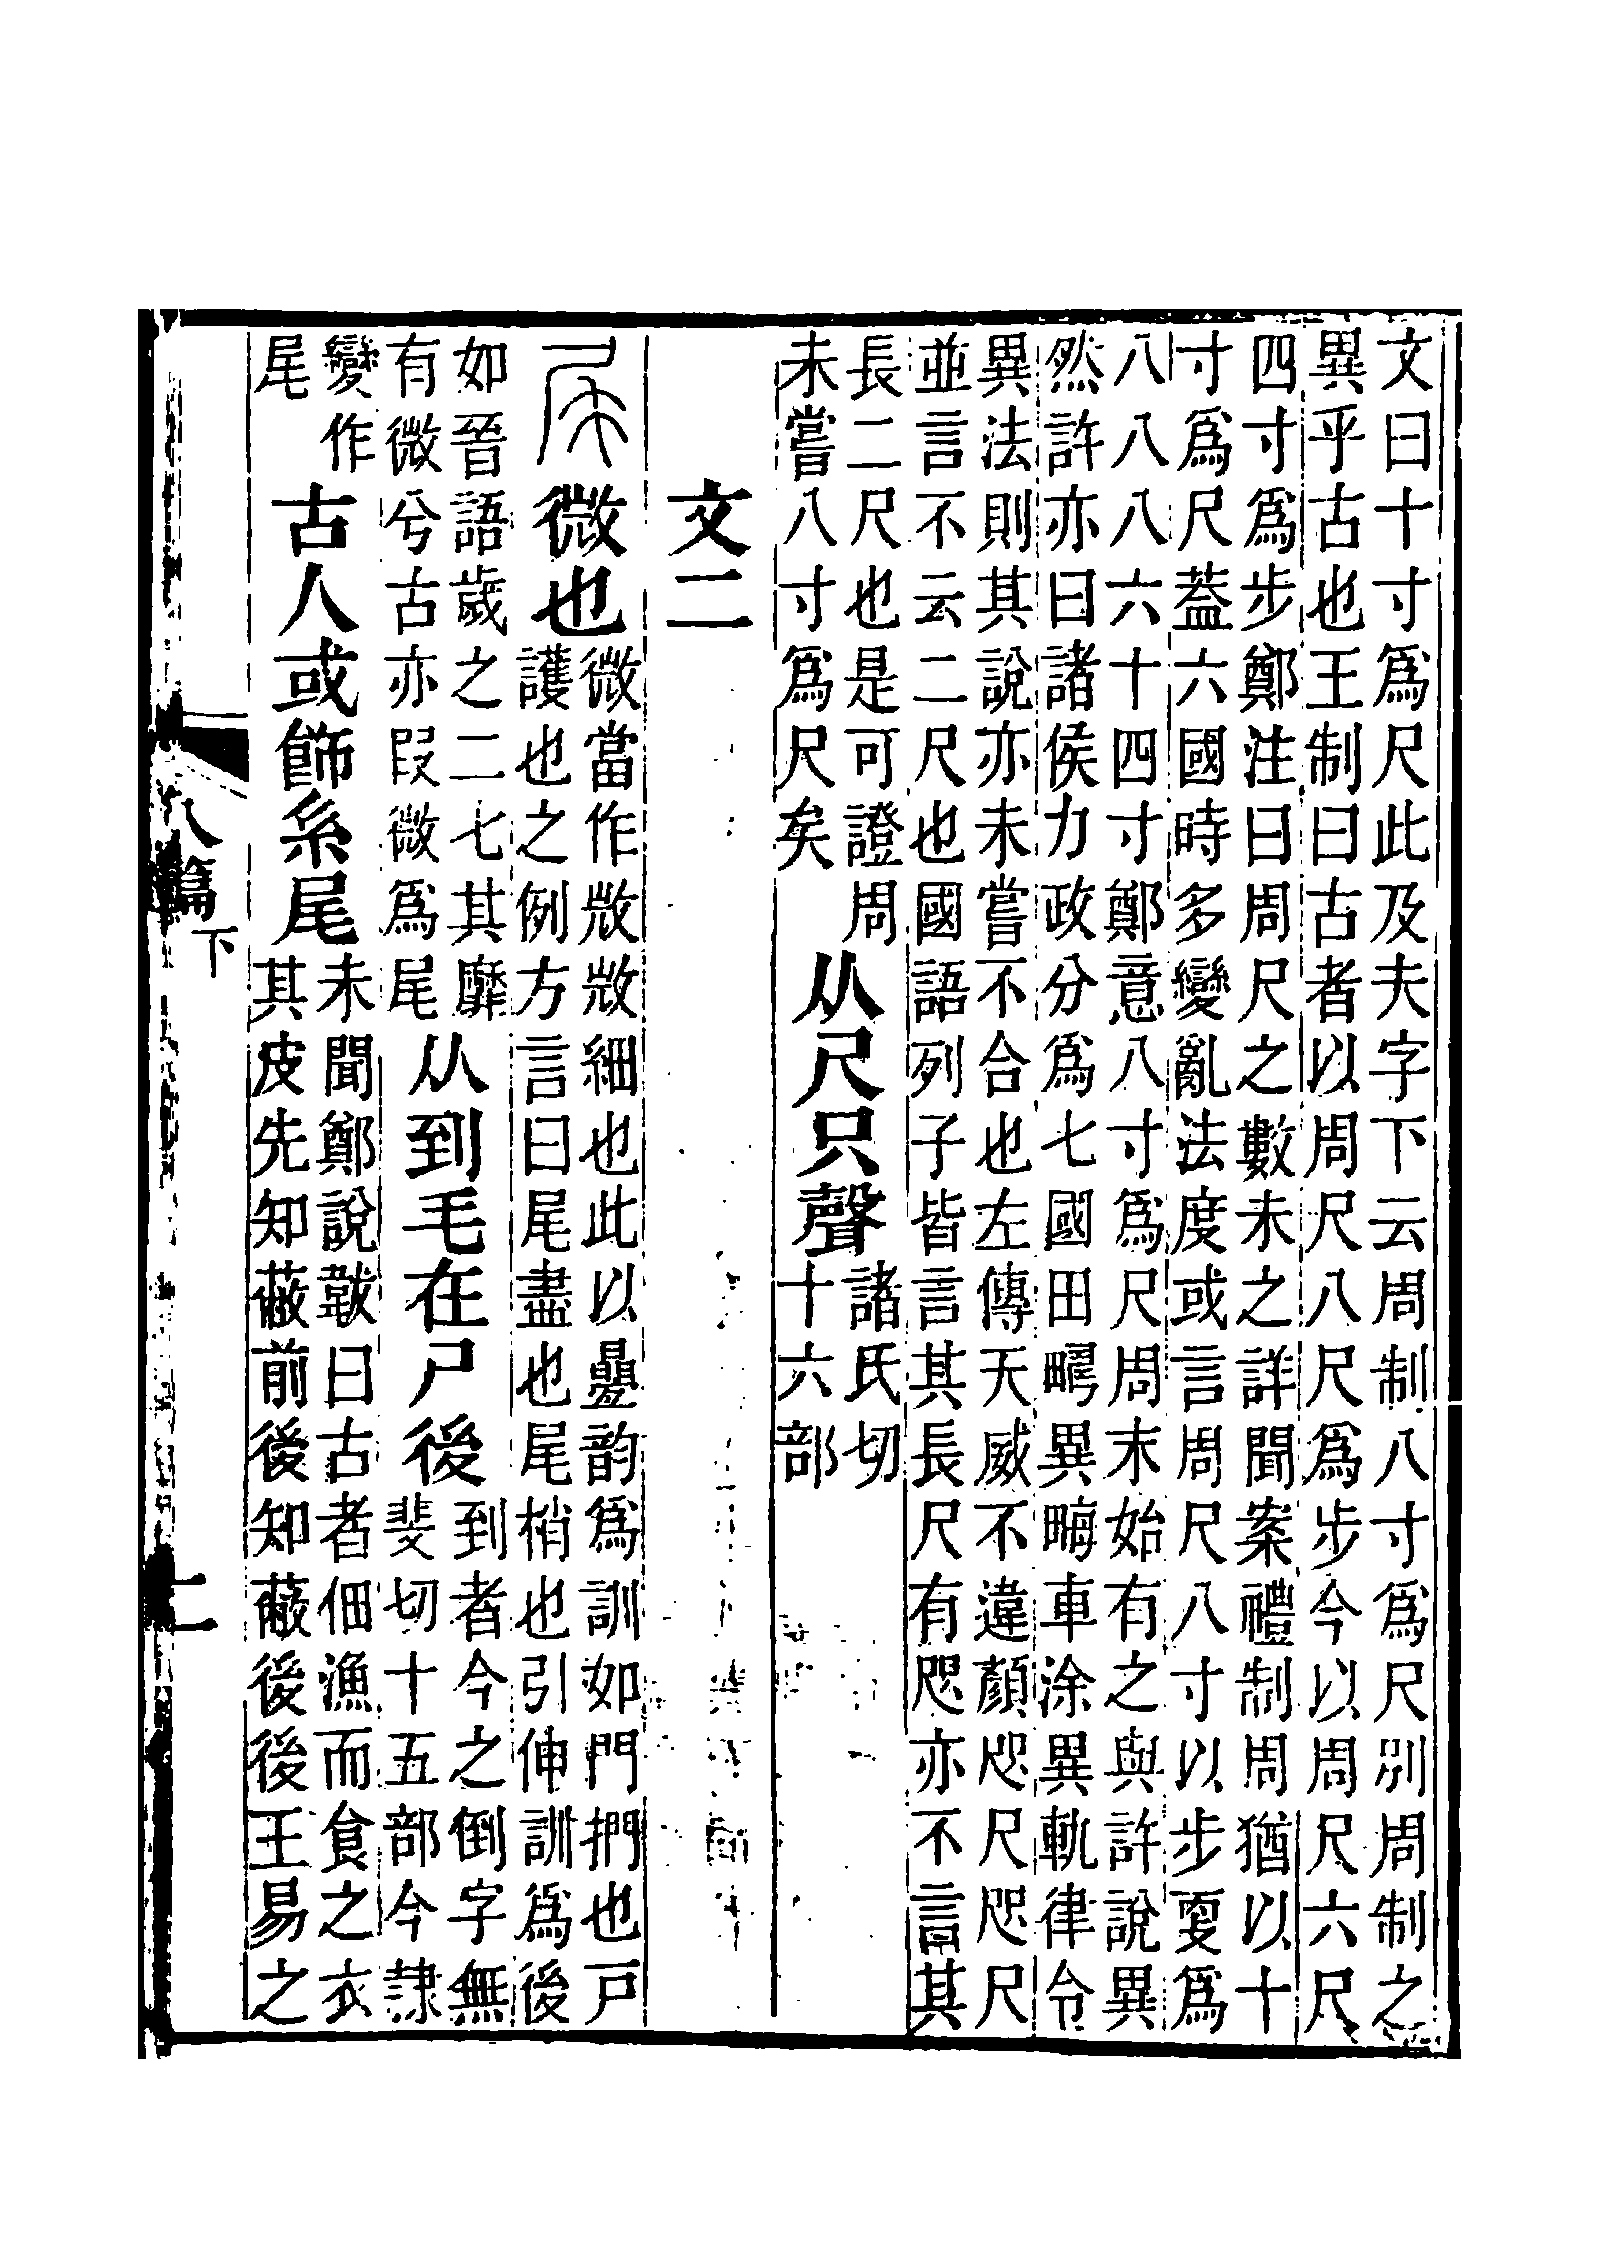 文曰十寸爲尺此及夫字下云周制八寸爲尺別周制之
異乎古也王制曰古者以周尺八尺爲步今以周尺六尺
四寸爲步鄭注曰周尺之數未之詳聞案禮制周猶以十
寸爲尺蓋六國時多變亂法度或言周尺八寸以步更爲
八八八六十四寸鄭意八寸爲尺周末始有之與許說異
然許亦曰諸侯力政分爲七國田疇異畮車涂異軌律令
異法則其說亦未嘗不合也左傳天威不違顏咫尺咫尺
並言不云二尺也國語列子皆言其長尺有咫亦不言其
長二尺也是可證周
未嘗八寸爲尺矣
从尺只聲
諸氏切
十六部
文二
尾
微也
微當作𢼸𢼸細也此以曡韵爲訓如門捫也戸
護也之例方言曰尾盡也尾梢也引伸訓爲後
如晉語歲之二七其靡
有微兮古亦叚微爲尾
从到毛在尸後
到者今之倒字無
斐切十五部今隸
變作
尾
古人或飾系尾
未聞鄭說韍曰古者佃漁而食之衣
其皮先知蔽前後知蔽後後王易之
八篇下